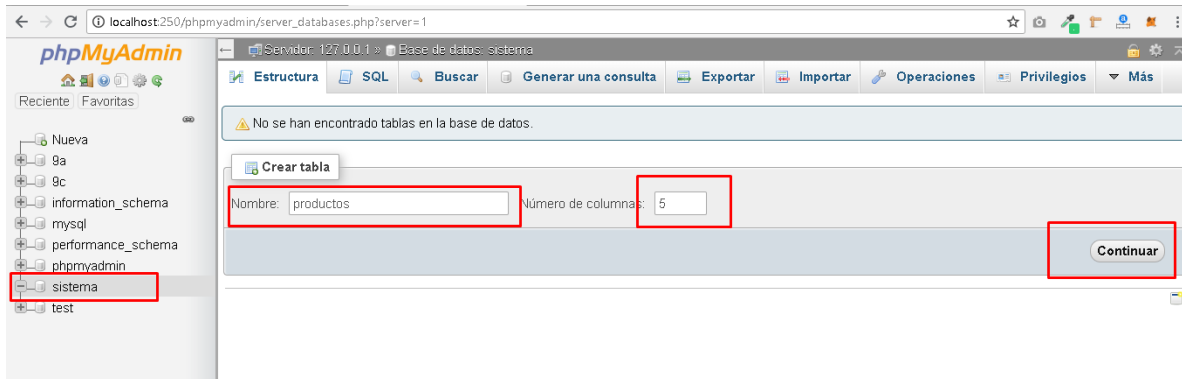 localhost:250/phpmyadmin/server_databases.php?server=1
phpMyAdmin
Reciente Favoritas
Nueva
9a
9c
information_schema
mysql
performance_schema
phpmyadmin
sistema
test
Servidor: 127.0.0.1 » Base de datos: sistema
Estructura SQL Buscar Generar una consulta Exportar Importar Operaciones Privilegios Más
No se han encontrado tablas en la base de datos.
Crear tabla
Nombre: productos Número de columnas: 5
Continuar